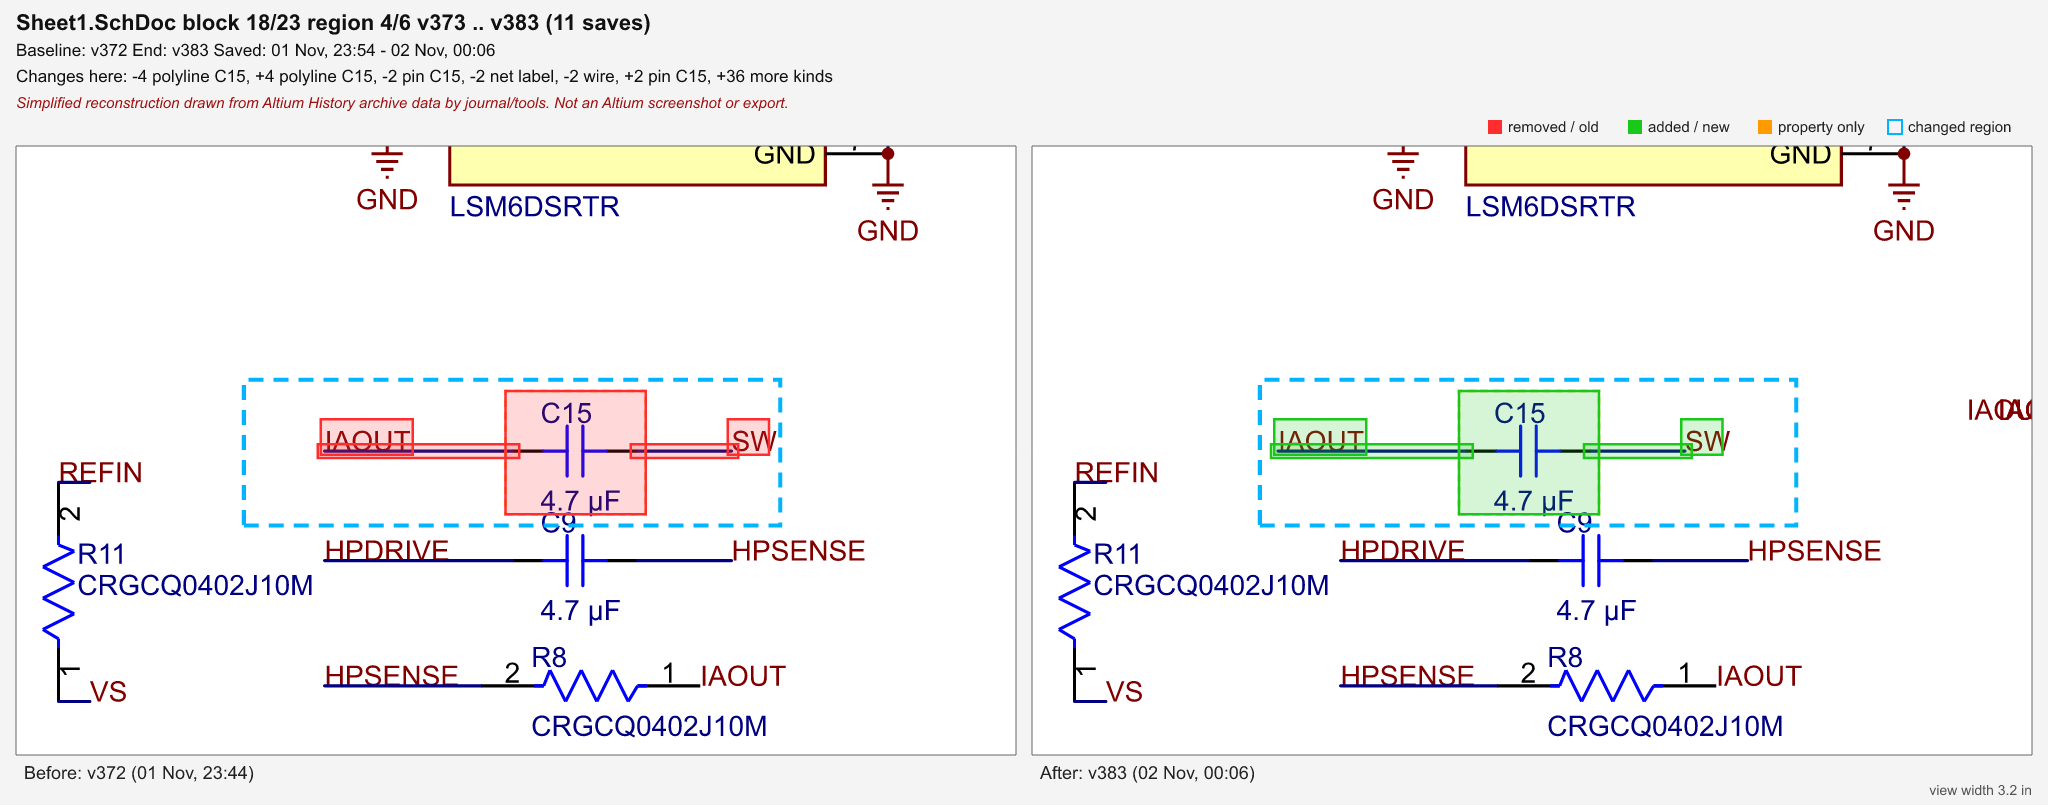 Sheet1.SchDoc block 18/23 region 4/6 v373 .. v383 (11 saves)
Baseline: v372 End: v383 Saved: 01 Nov, 23:54 - 02 Nov, 00:06
Changes here: -4 polyline C15, +4 polyline C15, -2 pin C15, -2 net label, -2 wire, +2 pin C15, +36 more kinds
Simplified reconstruction drawn from Altium History archive data by journal/tools. Not an Altium screenshot or export.
removed / old
added / new
property only
changed region
GND
GND
LSM6DSRTR
GND
C15
IAOUT
SW
4.7 µF
REFIN
2
R11
CRGCQ0402J10M
1
VS
C9
HPDRIVE
HPSENSE
4.7 µF
HPSENSE
2
R8
1
IAOUT
CRGCQ0402J10M
GND
GND
LSM6DSRTR
GND
C15
IAOUT
SW
4.7 µF
REFIN
2
R11
CRGCQ0402J10M
1
VS
C9
HPDRIVE
HPSENSE
4.7 µF
HPSENSE
2
R8
1
IAOUT
CRGCQ0402J10M
Before: v372 (01 Nov, 23:44)
After: v383 (02 Nov, 00:06)
view width 3.2 in